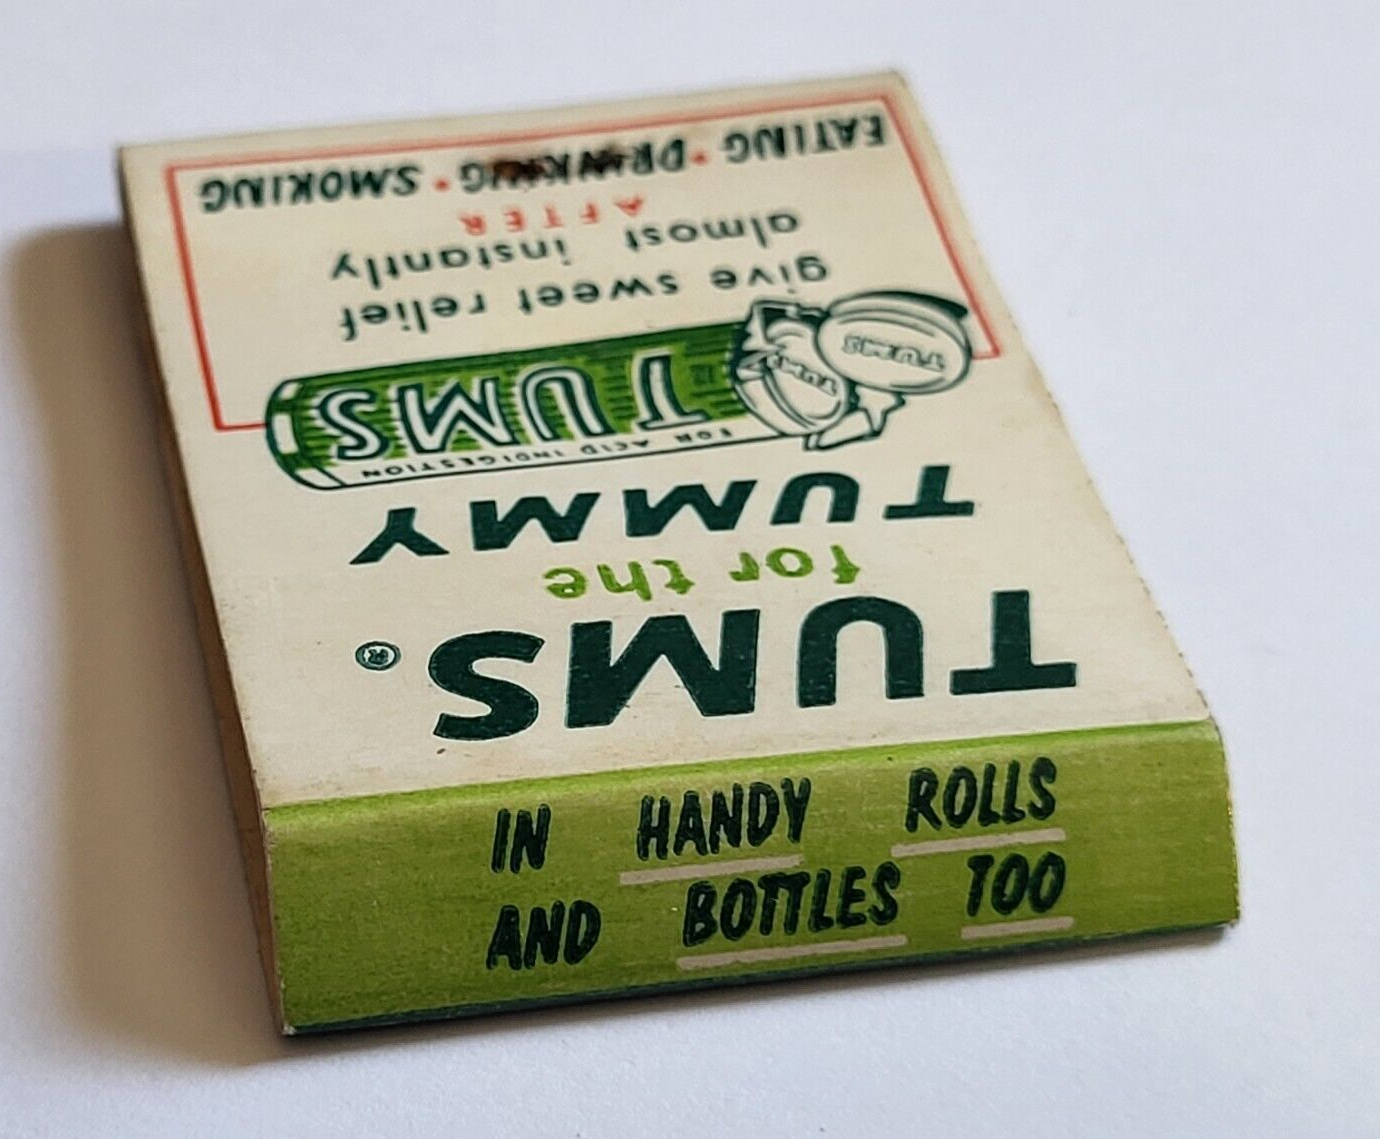 TUMS.®
for the
TUMMY
FOR ACID INDIGESTION
TUMS
TUMS
TUMS
give sweet relief
almost instantly
AFTER
EATING • DRINKING • SMOKING
IN HANDY ROLLS
AND BOTTLES TOO